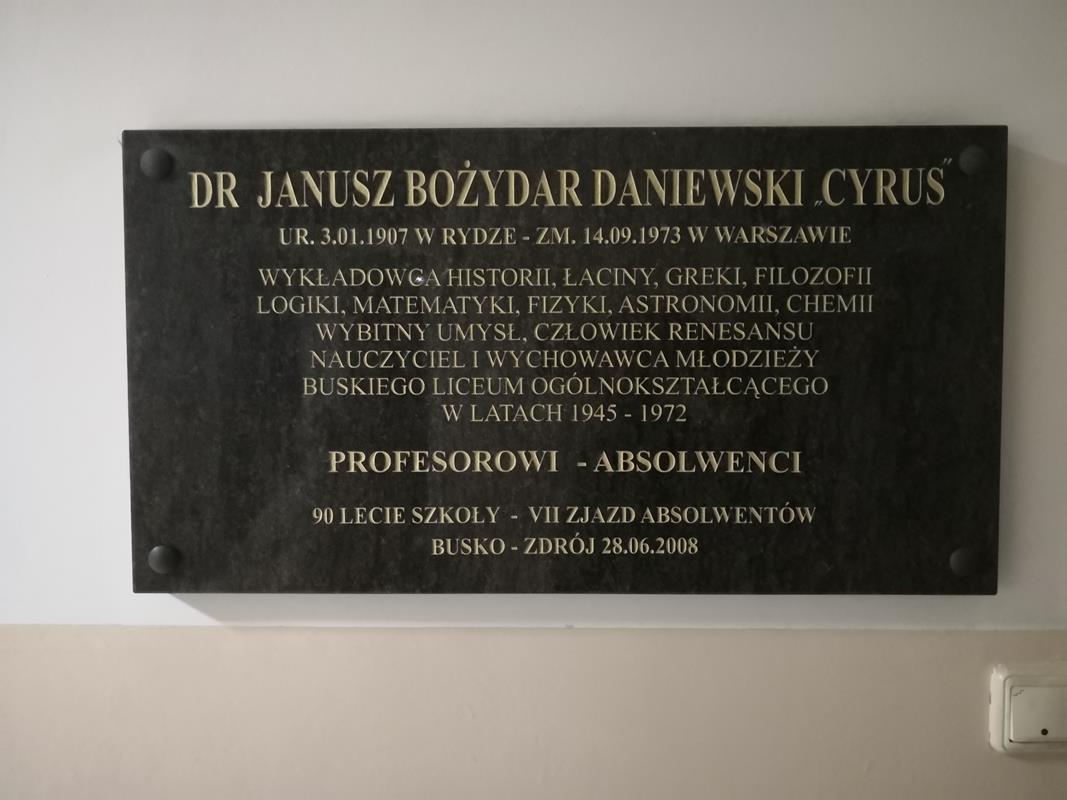 DR JANUSZ BOŻYDAR DANIEWSKI „CYRUS”
UR. 3.01.1907 W RYDZE - ZM. 14.09.1973 W WARSZAWIE
WYKŁADOWCA HISTORII, ŁACINY, GREKI, FILOZOFII
LOGIKI, MATEMATYKI, FIZYKI, ASTRONOMII, CHEMII
WYBITNY UMYSŁ, CZŁOWIEK RENESANSU
NAUCZYCIEL I WYCHOWAWCA MŁODZIEŻY
BUSKIEGO LICEUM OGÓLNOKSZTAŁCĄCEGO
W LATACH 1945 - 1972
PROFESOROWI - ABSOLWENCI
90 LECIE SZKOŁY - VII ZJAZD ABSOLWENTÓW
BUSKO - ZDRÓJ 28.06.2008